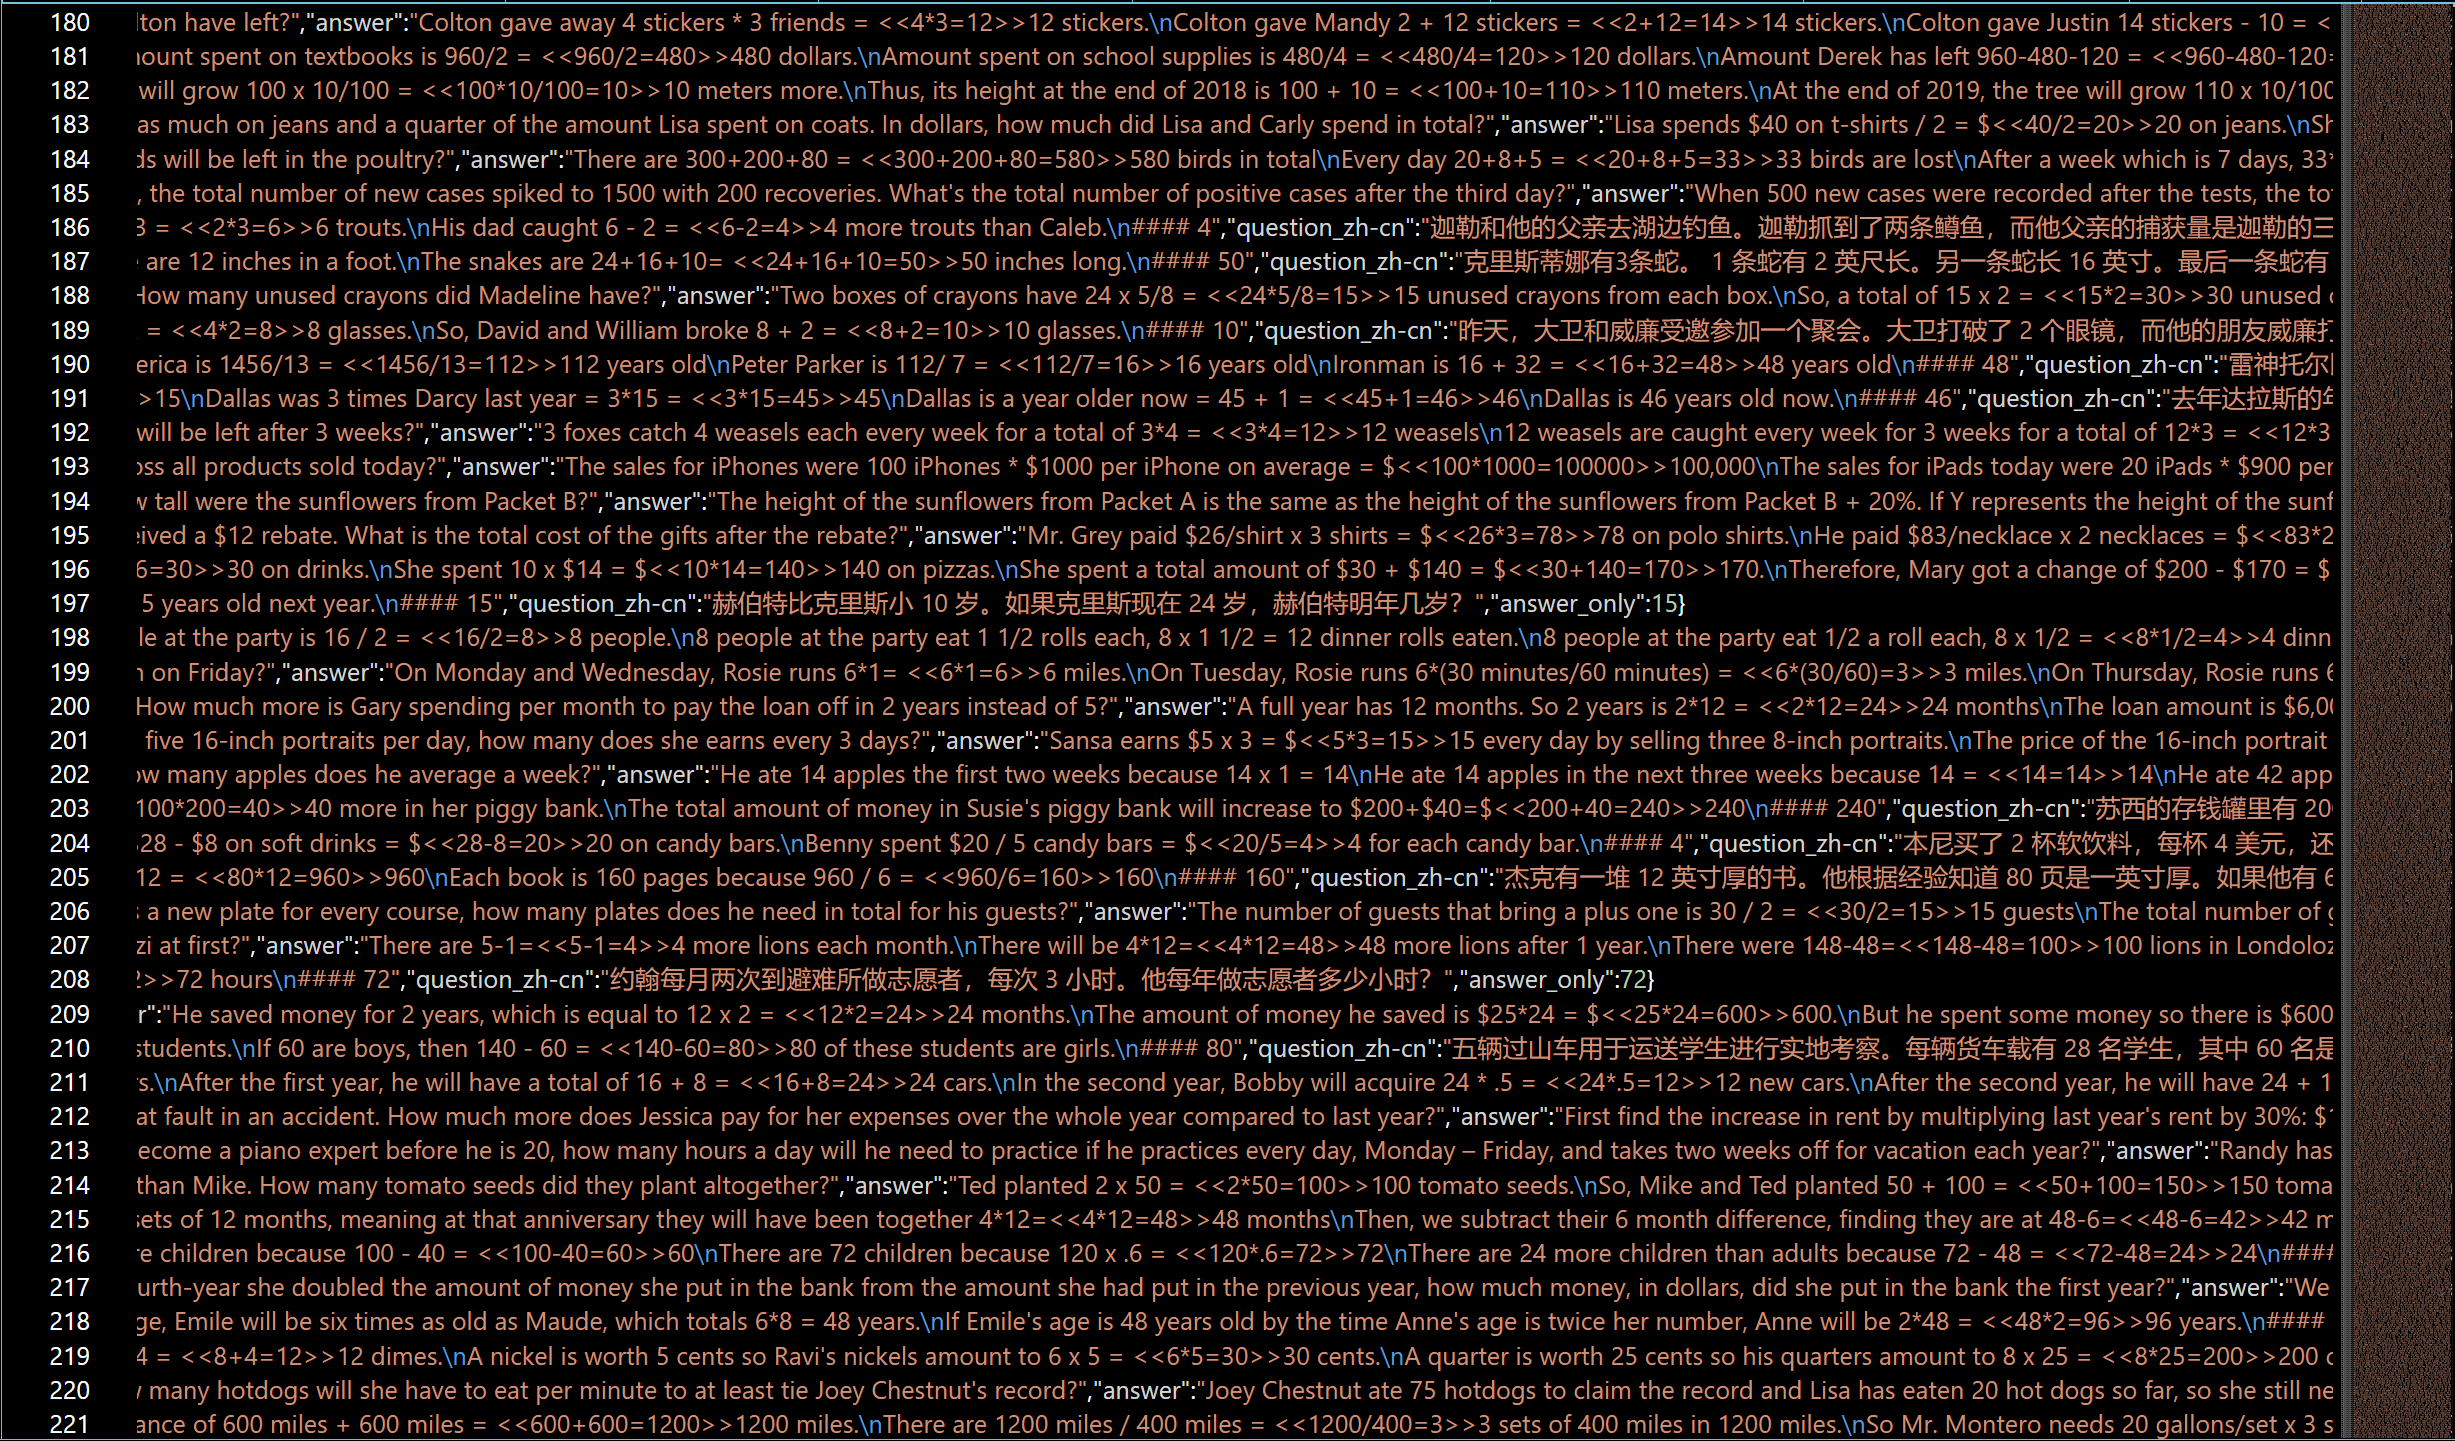 180 lton have left?","answer":"Colton gave away 4 stickers * 3 friends = <<4*3=12>>12 stickers.\nColton gave Mandy 2 + 12 stickers = <<2+12=14>>14 stickers.\nColton gave Justin 14 stickers - 10 = <
181 ount spent on textbooks is 960/2 = <<960/2=480>>480 dollars.\nAmount spent on school supplies is 480/4 = <<480/4=120>>120 dollars.\nAmount Derek has left 960-480-120 = <<960-480-120=
182 will grow 100 x 10/100 = <<100*10/100=10>>10 meters more.\nThus, its height at the end of 2018 is 100 + 10 = <<100+10=110>>110 meters.\nAt the end of 2019, the tree will grow 110 x 10/100
183 as much on jeans and a quarter of the amount Lisa spent on coats. In dollars, how much did Lisa and Carly spend in total?","answer":"Lisa spends $40 on t-shirts / 2 = $<<40/2=20>>20 on jeans.\nSh
184 ds will be left in the poultry?","answer":"There are 300+200+80 = <<300+200+80=580>>580 birds in total\nEvery day 20+8+5 = <<20+8+5=33>>33 birds are lost\nAfter a week which is 7 days, 33*
185 , the total number of new cases spiked to 1500 with 200 recoveries. What's the total number of positive cases after the third day?","answer":"When 500 new cases were recorded after the tests, the tot
186 3 = <<2*3=6>>6 trouts.\nHis dad caught 6 - 2 = <<6-2=4>>4 more trouts than Caleb.\n#### 4","question_zh-cn":"迦勒和他的父亲去湖边钓鱼。迦勒抓到了两条鳟鱼，而他父亲的捕获量是迦勒的三
187 are 12 inches in a foot.\nThe snakes are 24+16+10= <<24+16+10=50>>50 inches long.\n#### 50","question_zh-cn":"克里斯蒂娜有3条蛇。 1 条蛇有 2 英尺长。另一条蛇长 16 英寸。最后一条蛇有
188 How many unused crayons did Madeline have?","answer":"Two boxes of crayons have 24 x 5/8 = <<24*5/8=15>>15 unused crayons from each box.\nSo, a total of 15 x 2 = <<15*2=30>>30 unused c
189 = <<4*2=8>>8 glasses.\nSo, David and William broke 8 + 2 = <<8+2=10>>10 glasses.\n#### 10","question_zh-cn":"昨天，大卫和威廉受邀参加一个聚会。大卫打破了 2 个眼镜，而他的朋友威廉打
190 erica is 1456/13 = <<1456/13=112>>112 years old\nPeter Parker is 112/ 7 = <<112/7=16>>16 years old\nIronman is 16 + 32 = <<16+32=48>>48 years old\n#### 48","question_zh-cn":"雷神托尔
191 >15\nDallas was 3 times Darcy last year = 3*15 = <<3*15=45>>45\nDallas is a year older now = 45 + 1 = <<45+1=46>>46\nDallas is 46 years old now.\n#### 46","question_zh-cn":"去年达拉斯的年
192 will be left after 3 weeks?","answer":"3 foxes catch 4 weasels each every week for a total of 3*4 = <<3*4=12>>12 weasels\n12 weasels are caught every week for 3 weeks for a total of 12*3 = <<12*3
193 oss all products sold today?","answer":"The sales for iPhones were 100 iPhones * $1000 per iPhone on average = $<<100*1000=100000>>100,000\nThe sales for iPads today were 20 iPads * $900 per
194 w tall were the sunflowers from Packet B?","answer":"The height of the sunflowers from Packet A is the same as the height of the sunflowers from Packet B + 20%. If Y represents the height of the sunf
195 eived a $12 rebate. What is the total cost of the gifts after the rebate?","answer":"Mr. Grey paid $26/shirt x 3 shirts = $<<26*3=78>>78 on polo shirts.\nHe paid $83/necklace x 2 necklaces = $<<83*2
196 6=30>>30 on drinks.\nShe spent 10 x $14 = $<<10*14=140>>140 on pizzas.\nShe spent a total amount of $30 + $140 = $<<30+140=170>>170.\nTherefore, Mary got a change of $200 - $170 = $
197 5 years old next year.\n#### 15","question_zh-cn":"赫伯特比克里斯小 10 岁。如果克里斯现在 24 岁，赫伯特明年几岁？","answer_only":15}
198 le at the party is 16 / 2 = <<16/2=8>>8 people.\n8 people at the party eat 1 1/2 rolls each, 8 x 1 1/2 = 12 dinner rolls eaten.\n8 people at the party eat 1/2 a roll each, 8 x 1/2 = <<8*1/2=4>>4 dinn
199 n on Friday?","answer":"On Monday and Wednesday, Rosie runs 6*1= <<6*1=6>>6 miles.\nOn Tuesday, Rosie runs 6*(30 minutes/60 minutes) = <<6*(30/60)=3>>3 miles.\nOn Thursday, Rosie runs 6
200 How much more is Gary spending per month to pay the loan off in 2 years instead of 5?","answer":"A full year has 12 months. So 2 years is 2*12 = <<2*12=24>>24 months\nThe loan amount is $6,00
201 five 16-inch portraits per day, how many does she earns every 3 days?","answer":"Sansa earns $5 x 3 = $<<5*3=15>>15 every day by selling three 8-inch portraits.\nThe price of the 16-inch portrait
202 ow many apples does he average a week?","answer":"He ate 14 apples the first two weeks because 14 x 1 = 14\nHe ate 14 apples in the next three weeks because 14 = <<14=14>>14\nHe ate 42 app
203 100*200=40>>40 more in her piggy bank.\nThe total amount of money in Susie's piggy bank will increase to $200+$40=$<<200+40=240>>240\n#### 240","question_zh-cn":"苏西的存钱罐里有 200
204 28 - $8 on soft drinks = $<<28-8=20>>20 on candy bars.\nBenny spent $20 / 5 candy bars = $<<20/5=4>>4 for each candy bar.\n#### 4","question_zh-cn":"本尼买了 2 杯软饮料，每杯 4 美元，还
205 12 = <<80*12=960>>960\nEach book is 160 pages because 960 / 6 = <<960/6=160>>160\n#### 160","question_zh-cn":"杰克有一堆 12 英寸厚的书。他根据经验知道 80 页是一英寸厚。如果他有 6
206 s a new plate for every course, how many plates does he need in total for his guests?","answer":"The number of guests that bring a plus one is 30 / 2 = <<30/2=15>>15 guests\nThe total number of g
207 zi at first?","answer":"There are 5-1=<<5-1=4>>4 more lions each month.\nThere will be 4*12=<<4*12=48>>48 more lions after 1 year.\nThere were 148-48=<<148-48=100>>100 lions in Londoloz
208 2>>72 hours\n#### 72","question_zh-cn":"约翰每月两次到避难所做志愿者，每次 3 小时。他每年做志愿者多少小时？","answer_only":72}
209 r":"He saved money for 2 years, which is equal to 12 x 2 = <<12*2=24>>24 months.\nThe amount of money he saved is $25*24 = $<<25*24=600>>600.\nBut he spent some money so there is $600
210 students.\nIf 60 are boys, then 140 - 60 = <<140-60=80>>80 of these students are girls.\n#### 80","question_zh-cn":"五辆过山车用于运送学生进行实地考察。每辆货车载有 28 名学生，其中 60 名是
211 rs.\nAfter the first year, he will have a total of 16 + 8 = <<16+8=24>>24 cars.\nIn the second year, Bobby will acquire 24 * .5 = <<24*.5=12>>12 new cars.\nAfter the second year, he will have 24 + 1
212 at fault in an accident. How much more does Jessica pay for her expenses over the whole year compared to last year?","answer":"First find the increase in rent by multiplying last year's rent by 30%: $1
213 ecome a piano expert before he is 20, how many hours a day will he need to practice if he practices every day, Monday – Friday, and takes two weeks off for vacation each year?","answer":"Randy has
214 than Mike. How many tomato seeds did they plant altogether?","answer":"Ted planted 2 x 50 = <<2*50=100>>100 tomato seeds.\nSo, Mike and Ted planted 50 + 100 = <<50+100=150>>150 toma
215 sets of 12 months, meaning at that anniversary they will have been together 4*12=<<4*12=48>>48 months\nThen, we subtract their 6 month difference, finding they are at 48-6=<<48-6=42>>42 m
216 re children because 100 - 40 = <<100-40=60>>60\nThere are 72 children because 120 x .6 = <<120*.6=72>>72\nThere are 24 more children than adults because 72 - 48 = <<72-48=24>>24\n####
217 urth-year she doubled the amount of money she put in the bank from the amount she had put in the previous year, how much money, in dollars, did she put in the bank the first year?","answer":"We
218 ge, Emile will be six times as old as Maude, which totals 6*8 = 48 years.\nIf Emile's age is 48 years old by the time Anne's age is twice her number, Anne will be 2*48 = <<48*2=96>>96 years.\n####
219 4 = <<8+4=12>>12 dimes.\nA nickel is worth 5 cents so Ravi's nickels amount to 6 x 5 = <<6*5=30>>30 cents.\nA quarter is worth 25 cents so his quarters amount to 8 x 25 = <<8*25=200>>200 c
220 w many hotdogs will she have to eat per minute to at least tie Joey Chestnut's record?","answer":"Joey Chestnut ate 75 hotdogs to claim the record and Lisa has eaten 20 hot dogs so far, so she still ne
221 ance of 600 miles + 600 miles = <<600+600=1200>>1200 miles.\nThere are 1200 miles / 400 miles = <<1200/400=3>>3 sets of 400 miles in 1200 miles.\nSo Mr. Montero needs 20 gallons/set x 3 s